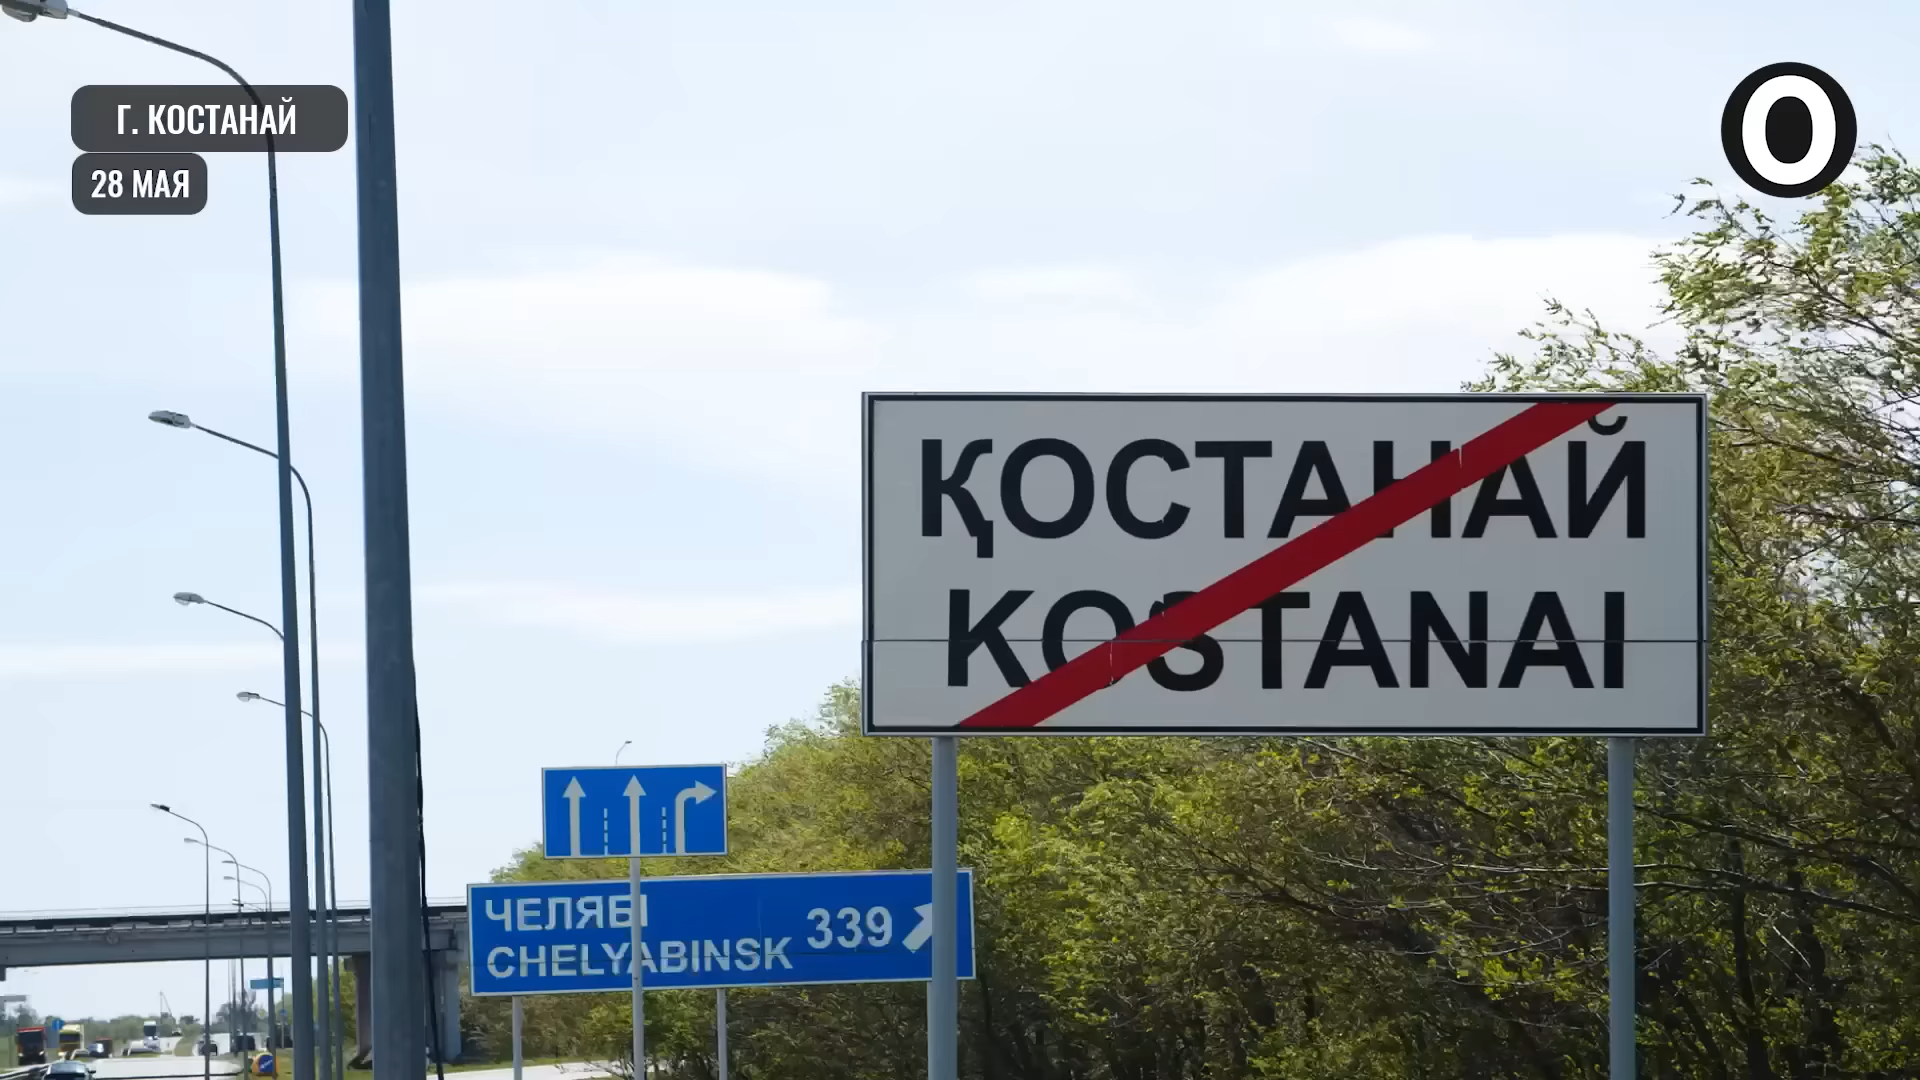 Г. КОСТАНАЙ
28 МАЯ
O
ҚОСТАНАЙ
KOSTANAI
ЧЕЛЯБІ
CHELYABINSK
339